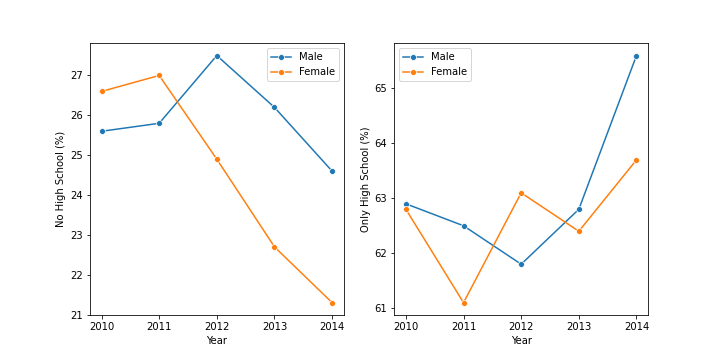 No High School (%)
27
26
25
24
23
22
21
2010 2011 2012 2013 2014
Year
Male
Female
Only High School (%)
65
64
63
62
61
2010 2011 2012 2013 2014
Year
Male
Female